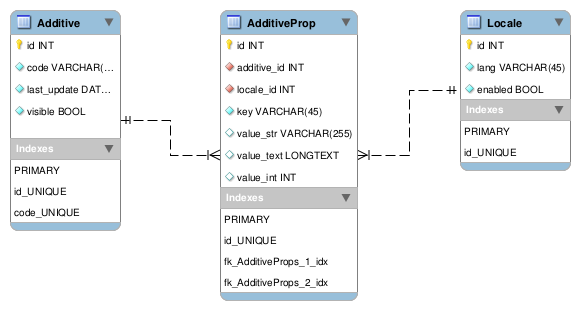 Additive
id INT
code VARCHAR(...
last_update DAT...
visible BOOL
Indexes
PRIMARY
id_UNIQUE
code_UNIQUE
AdditiveProp
id INT
additive_id INT
locale_id INT
key VARCHAR(45)
value_str VARCHAR(255)
value_text LONGTEXT
value_int INT
Indexes
PRIMARY
id_UNIQUE
fk_AdditiveProps_1_idx
fk_AdditiveProps_2_idx
Locale
id INT
lang VARCHAR(45)
enabled BOOL
Indexes
PRIMARY
id_UNIQUE